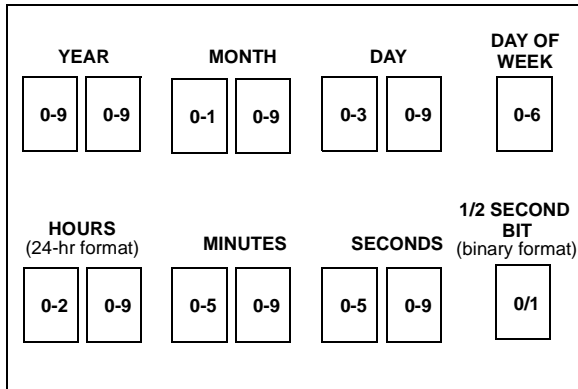 YEAR MONTH DAY DAY OF
WEEK
0-9 0-9 0-1 0-9 0-3 0-9 0-6
HOURS
(24-hr format) MINUTES SECONDS 1/2 SECOND
BIT
(binary format)
0-2 0-9 0-5 0-9 0-5 0-9 0/1